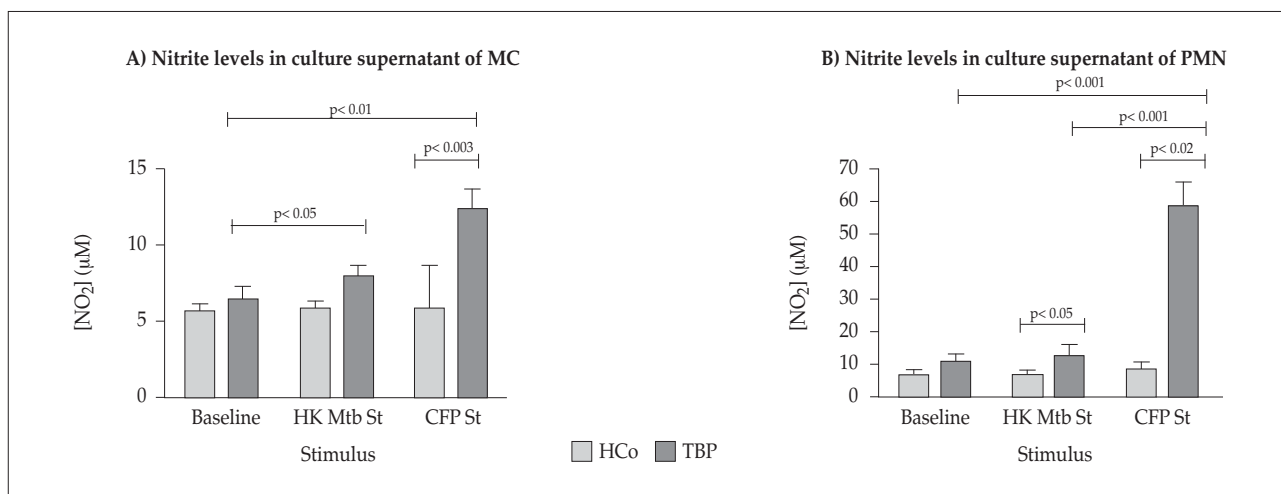 A) Nitrite levels in culture supernatant of MC
p< 0.01
p< 0.003
p< 0.05
15
10
5
0
[NO₂] (µM)
Baseline HK Mtb St CFP St
Stimulus
B) Nitrite levels in culture supernatant of PMN
p< 0.001
p< 0.001
p< 0.02
p< 0.05
70
60
50
40
30
20
10
0
[NO₂] (µM)
Baseline HK Mtb St CFP St
Stimulus
HCo TBP